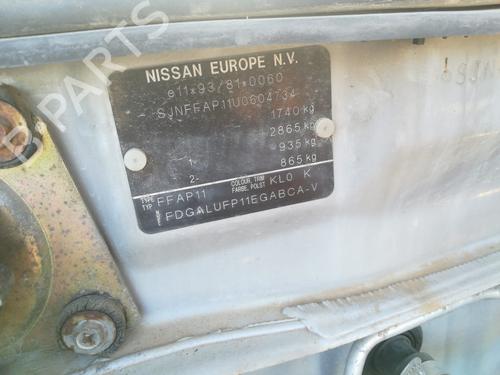 NISSAN EUROPE N.V.
e11*93/81*0060
SJNFFAP11U0604734
1740 kg
2865 kg
1- 935 kg
2- 865 kg
TYPE TYP FFAP11 COLOUR, TRIM FARBE, POLST KL0 K
FDGALUFP11EGABCA-V
B-PARTS